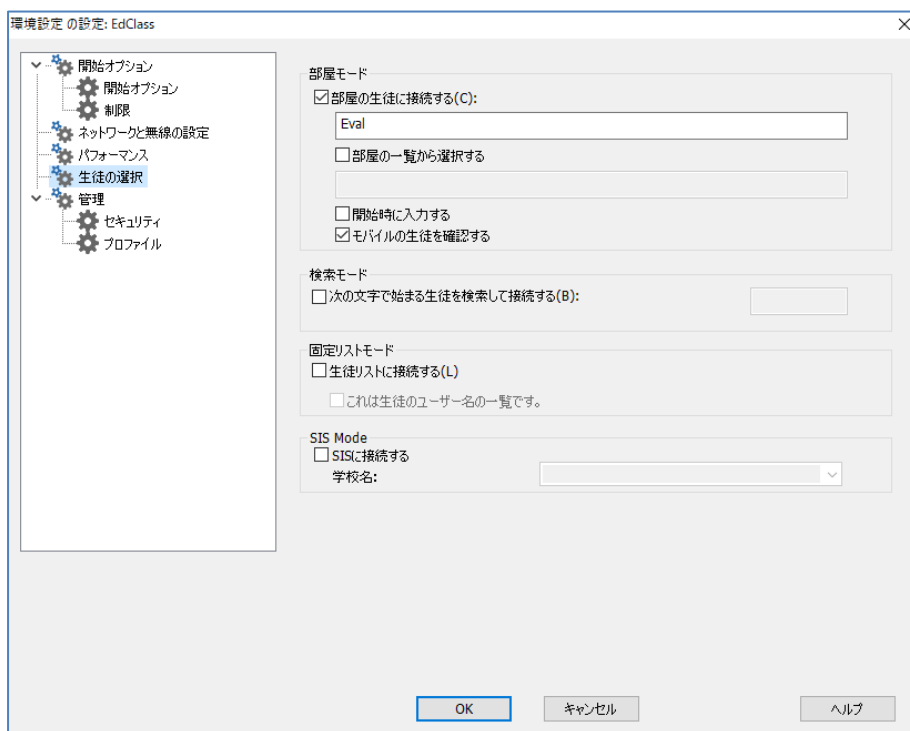 環境設定 の設定: EdClass
開始オプション
開始オプション
制限
ネットワークと無線の設定
パフォーマンス
生徒の選択
管理
セキュリティ
プロファイル
部屋モード
部屋の生徒に接続する(C):
Eval
部屋の一覧から選択する
開始時に入力する
モバイルの生徒を確認する
検索モード
次の文字で始まる生徒を検索して接続する(B):
固定リストモード
生徒リストに接続する(L)
これは生徒のユーザー名の一覧です。
SIS Mode
SISに接続する
学校名:
OK
キャンセル
ヘルプ